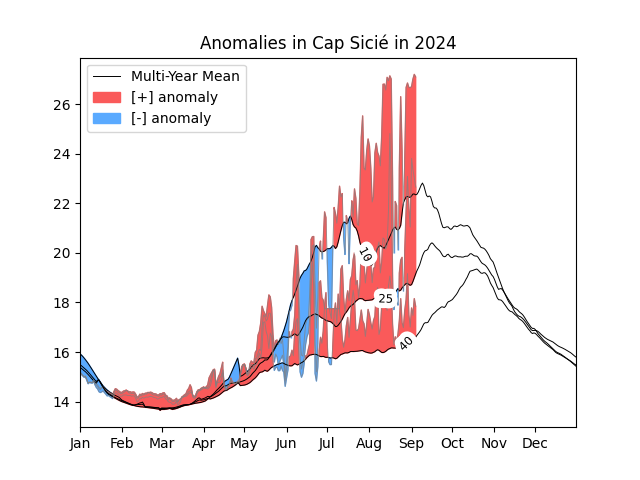 Anomalies in Cap Sicié in 2024
Multi-Year Mean
[+] anomaly
[-] anomaly
26
24
22
20
18
16
14
10
25
40
Jan Feb Mar Apr May Jun Jul Aug Sep Oct Nov Dec